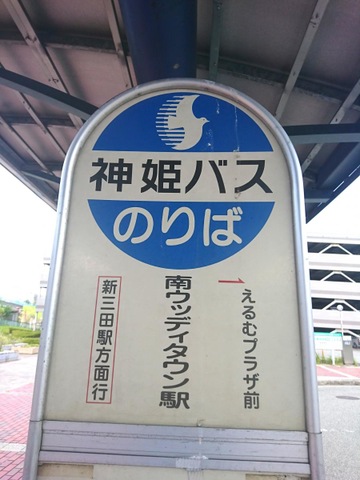 神姫バス
のりば
えるむプラザ前
南ウッディタウン駅
新三田駅方面行